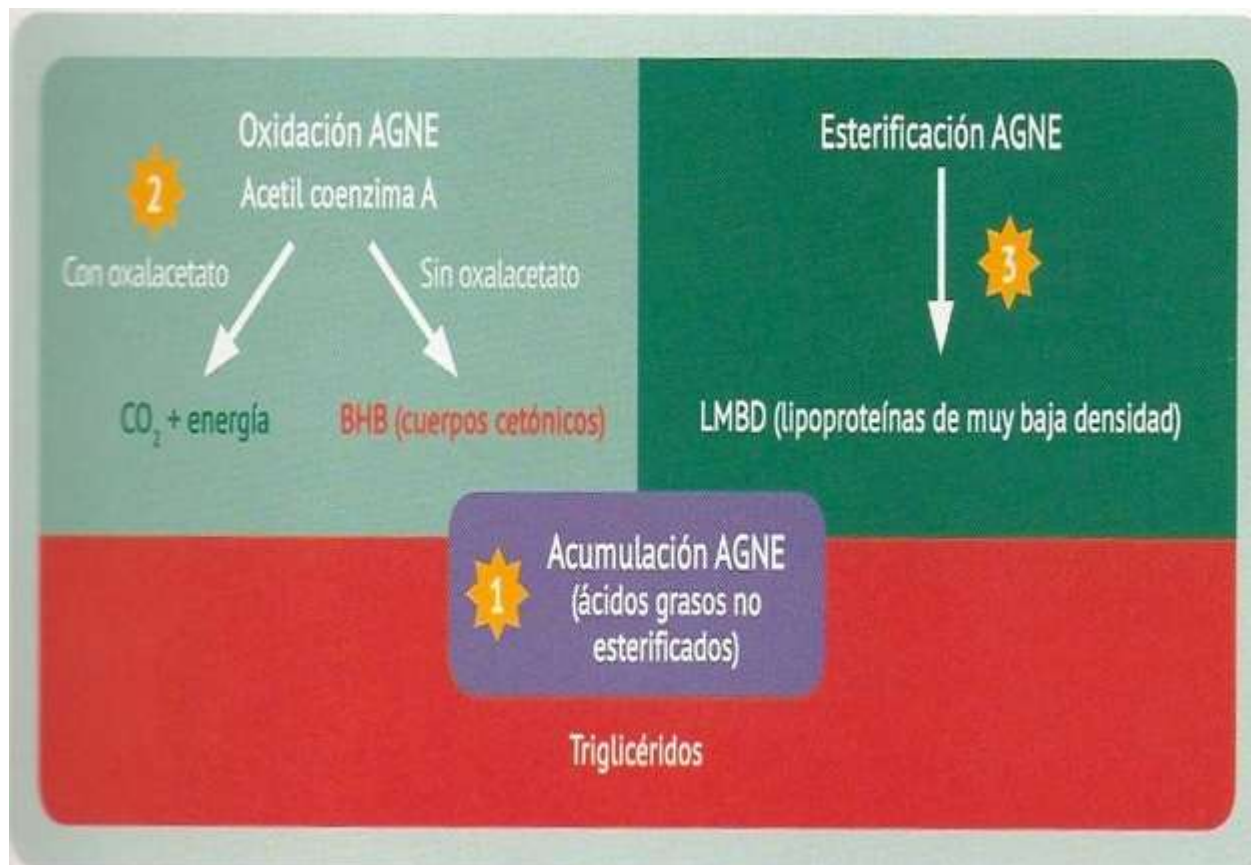 Oxidación AGNE
2
Acetil coenzima A
Con oxalacetato
Sin oxalacetato
CO₂ + energía
BHB (cuerpos cetónicos)
Esterificación AGNE
3
LMBD (lipoproteínas de muy baja densidad)
1
Acumulación AGNE
(ácidos grasos no
esterificados)
Triglicéridos